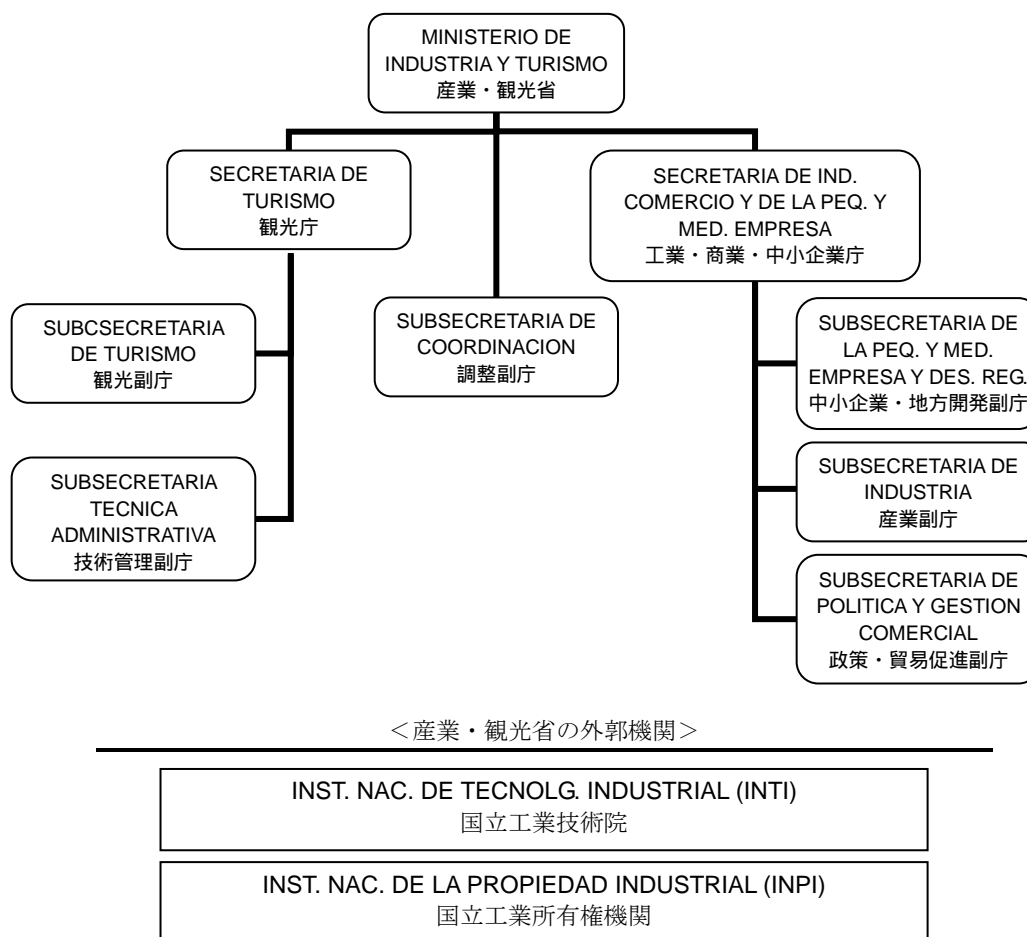 MINISTERIO DE
INDUSTRIA Y TURISMO
産業・観光省
SECRETARIA DE
TURISMO
観光庁
SECRETARIA DE IND.
COMERCIO Y DE LA PEQ. Y
MED. EMPRESA
工業・商業・中小企業庁
SUBCSECRETARIA
DE TURISMO
観光副庁
SUBSECRETARIA DE
COORDINACION
調整副庁
SUBSECRETARIA DE
LA PEQ. Y MED.
EMPRESA Y DES. REG.
中小企業・地方開発副庁
SUBSECRETARIA
TECNICA
ADMINISTRATIVA
技術管理副庁
SUBSECRETARIA DE
INDUSTRIA
産業副庁
SUBSECRETARIA DE
POLITICA Y GESTION
COMERCIAL
政策・貿易促進副庁
＜産業・観光省の外郭機関＞
INST. NAC. DE TECNOLG. INDUSTRIAL (INTI)
国立工業技術院
INST. NAC. DE LA PROPIEDAD INDUSTRIAL (INPI)
国立工業所有権機関